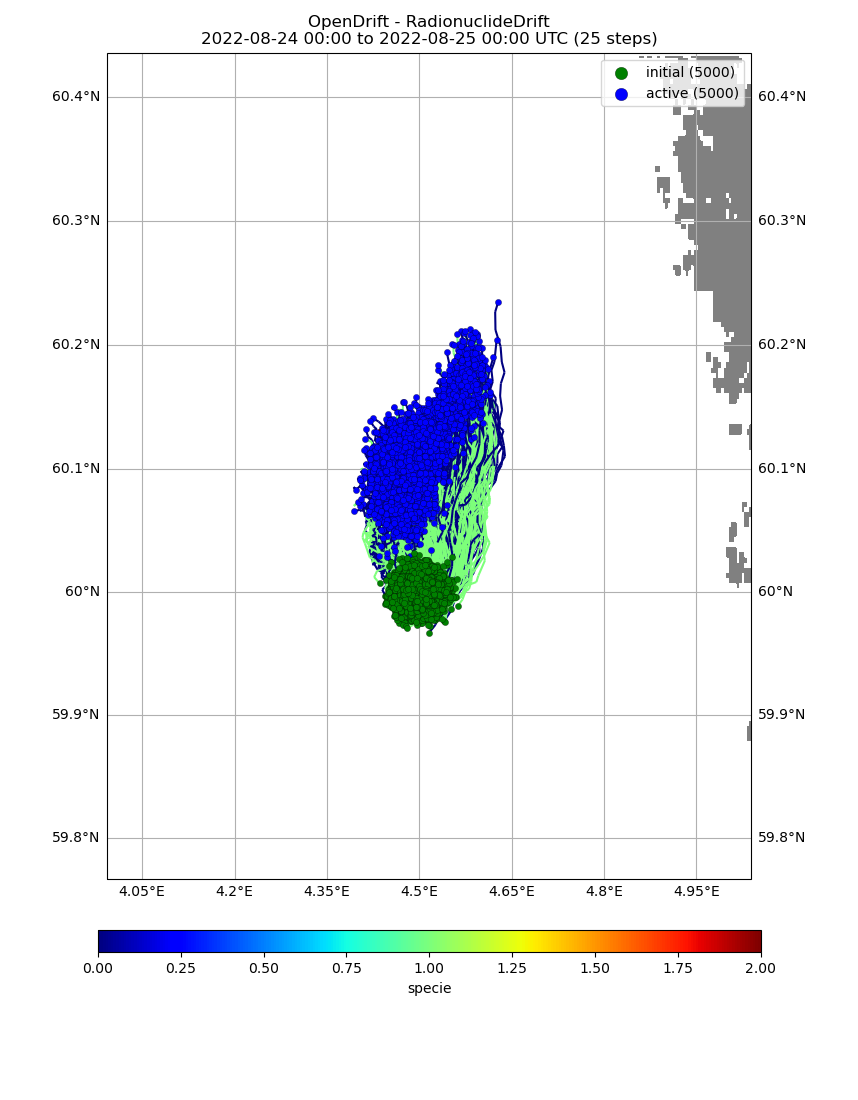 OpenDrift - RadionuclideDrift
2022-08-24 00:00 to 2022-08-25 00:00 UTC (25 steps)
initial (5000)
active (5000)
60.4°N 60.4°N
60.3°N 60.3°N
60.2°N 60.2°N
60.1°N 60.1°N
60°N 60°N
59.9°N 59.9°N
59.8°N 59.8°N
4.05°E 4.2°E 4.35°E 4.5°E 4.65°E 4.8°E 4.95°E
0.00 0.25 0.50 0.75 1.00 1.25 1.50 1.75 2.00
specie